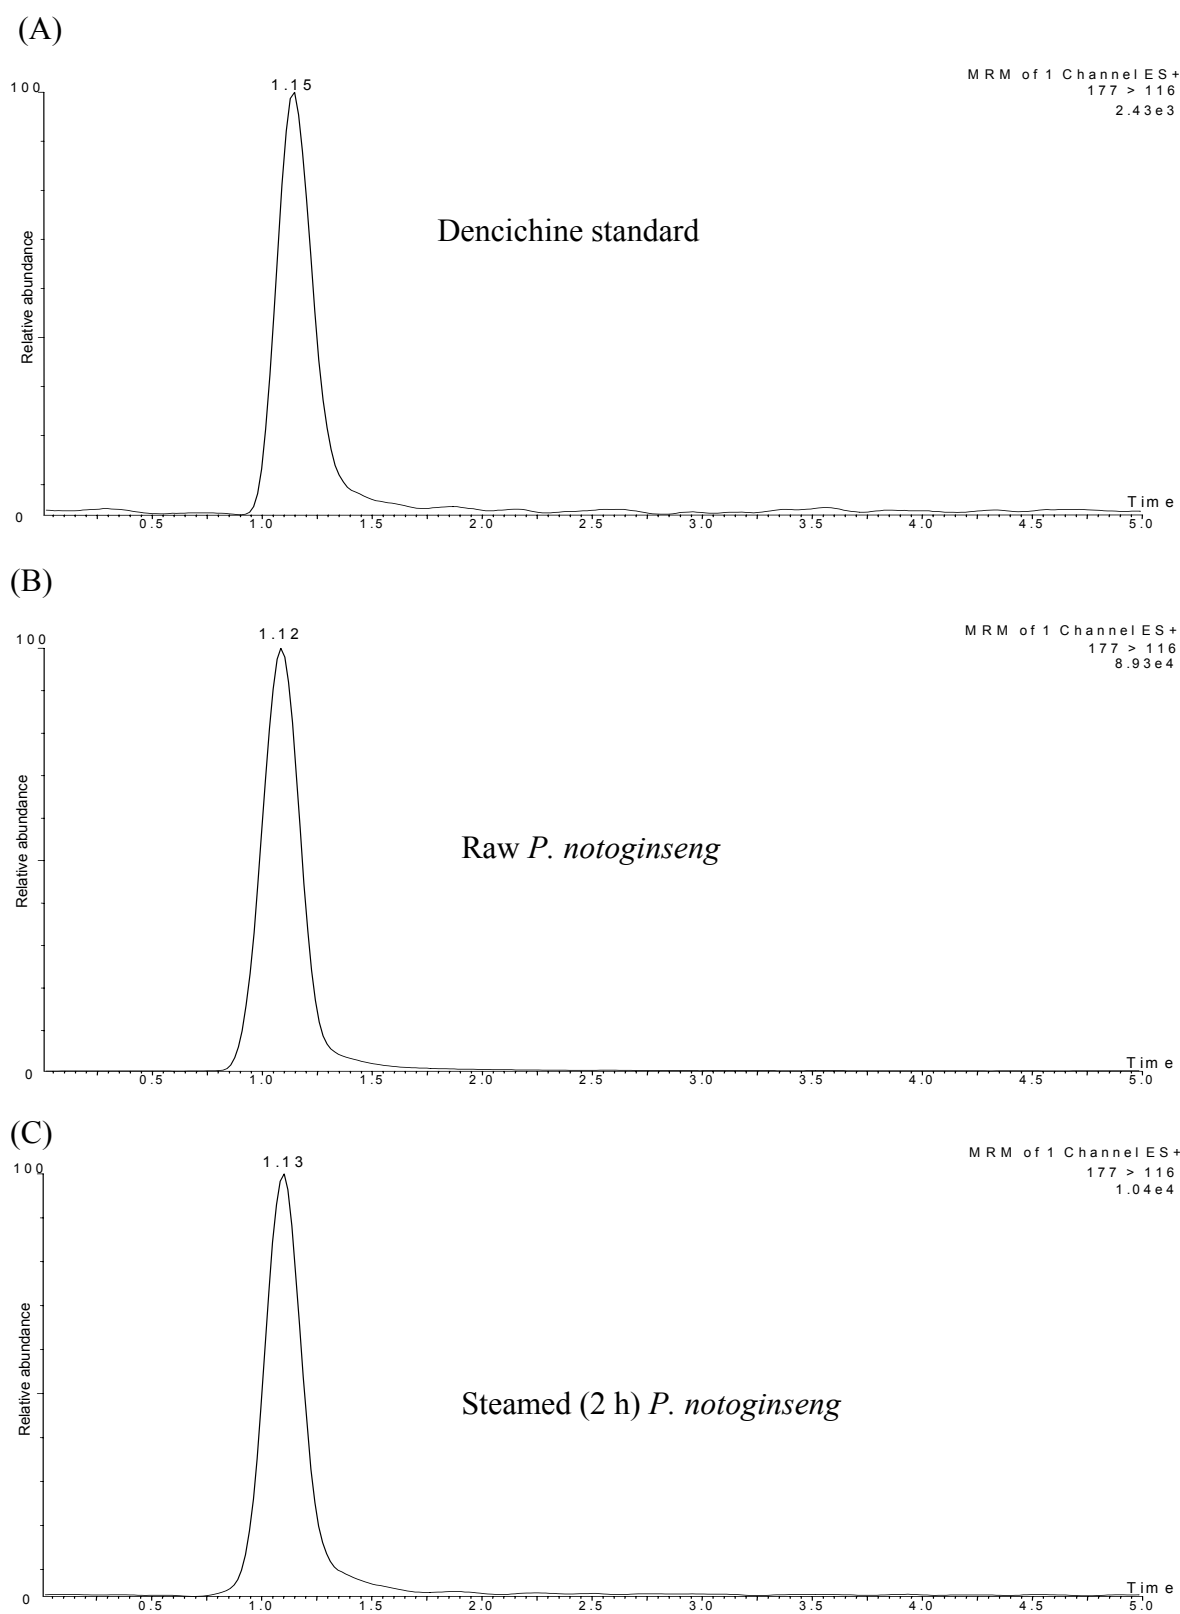 (A)
1.15
MRM of 1 Channel ES+
177 > 116
2.43e3
100
Relative abundance
Dencichine standard
Time
0
0.5 1.0 1.5 2.0 2.5 3.0 3.5 4.0 4.5 5.0
(B)
1.12
MRM of 1 Channel ES+
177 > 116
8.93e4
100
Relative abundance
Raw P. notoginseng
Time
0
0.5 1.0 1.5 2.0 2.5 3.0 3.5 4.0 4.5 5.0
(C)
1.13
MRM of 1 Channel ES+
177 > 116
1.04e4
100
Relative abundance
Steamed (2 h) P. notoginseng
Time
0
0.5 1.0 1.5 2.0 2.5 3.0 3.5 4.0 4.5 5.0